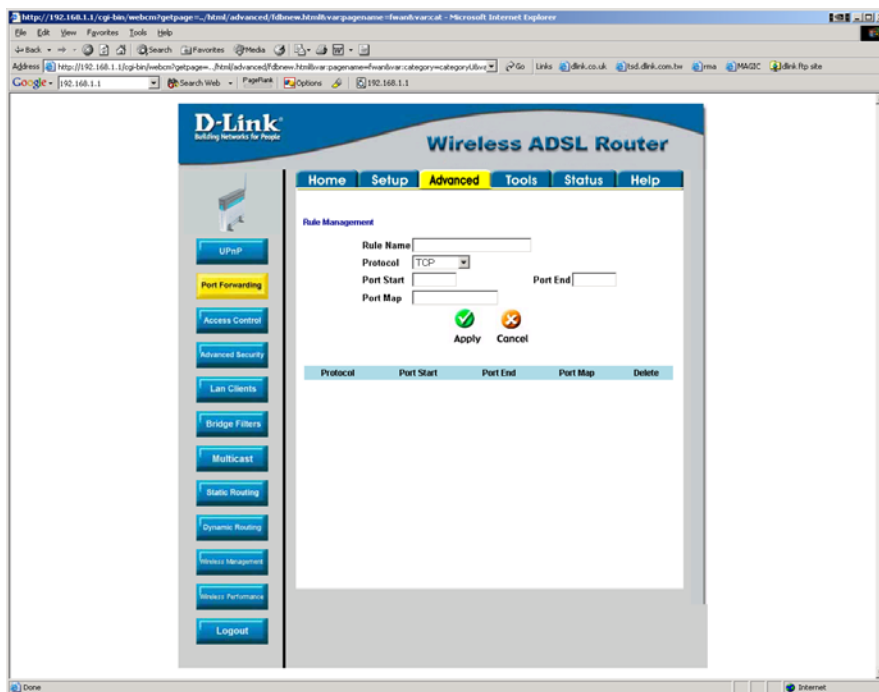 http://192.168.1.1/cgi-bin/webcm?getpage=../html/advanced/fdbnew.html&var:pagename=fwan&var:cat - Microsoft Internet Explorer
File Edit View Favorites Tools Help
Back Search Favorites Media
Address http://192.168.1.1/cgi-bin/webcm?getpage=../html/advanced/fdbnew.html&var:pagename=fwan&var:category=category Go Links dlink.co.uk tsd.dlink.com.tw rma MAGIC dlink ftp site
Google 192.168.1.1 Search Web PageRank Options 192.168.1.1
D-Link
Building Networks for People
Wireless ADSL Router
Home Setup Advanced Tools Status Help
Rule Management
Rule Name
Protocol TCP
Port Start Port End
Port Map
Apply Cancel
Protocol Port Start Port End Port Map Delete
UPnP
Port Forwarding
Access Control
Advanced Security
Lan Clients
Bridge Filters
Multicast
Static Routing
Dynamic Routing
Wireless Management
Wireless Performance
Logout
Done Internet